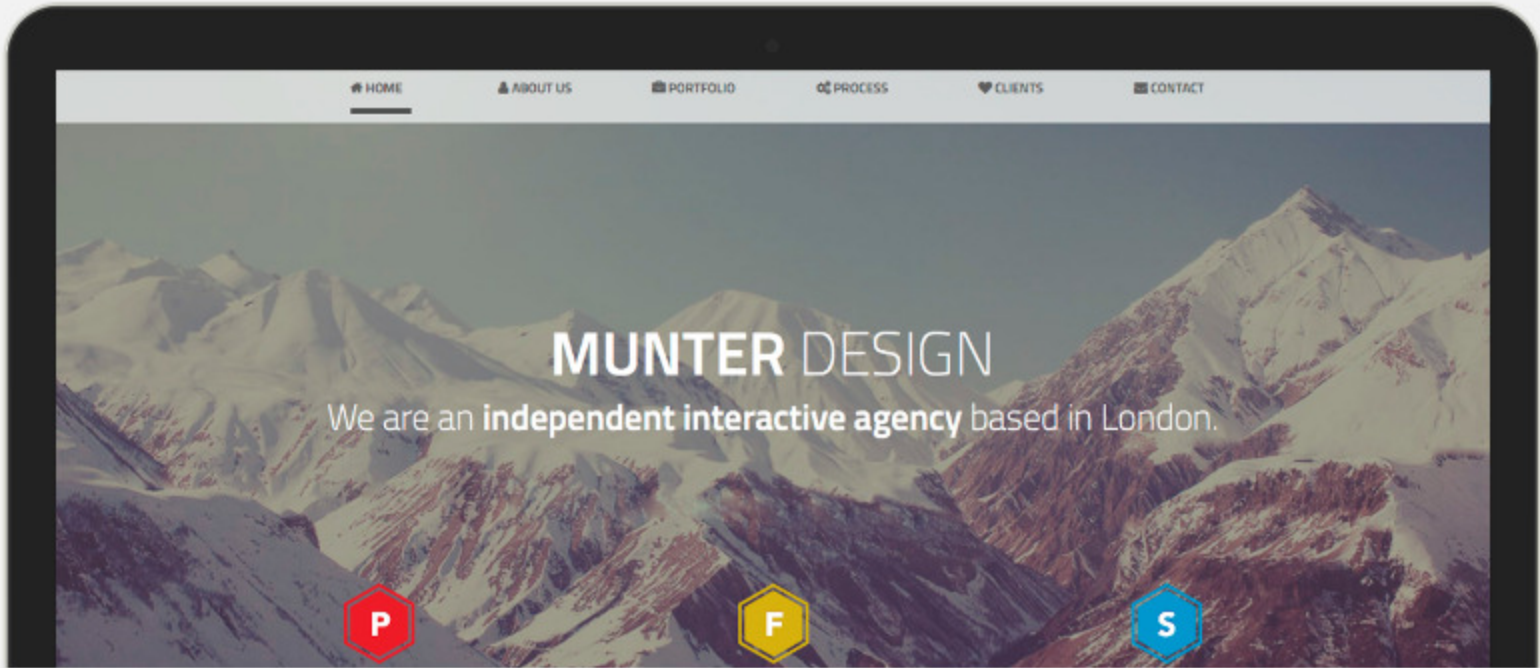 HOME ABOUT US PORTFOLIO PROCESS CLIENTS CONTACT
MUNTER DESIGN
We are an independent interactive agency based in London.
P F S